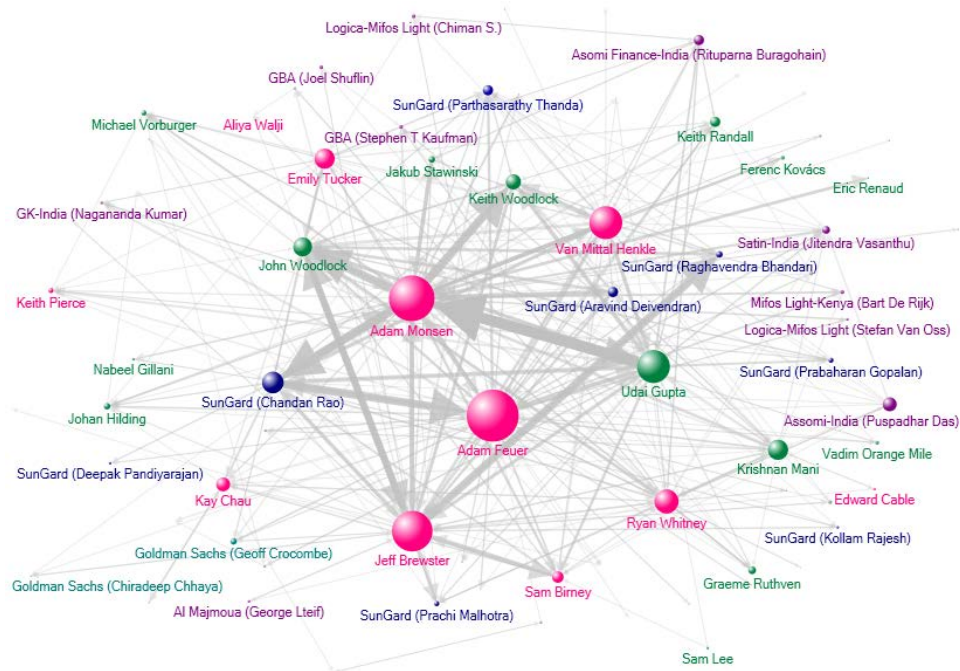 Logica-Mifos Light (Chiman S.)
Asomi Finance-India (Rituparna Buragohain)
GBA (Joel Shuflin)
SunGard (Parthasarathy Thanda)
Michael Vorburger
Aliya Walji
GBA (Stephen T Kaufman)
Keith Randall
Jakub Stawinski
Ferenc Kovács
Emily Tucker
Eric Renaud
Keith Woodlock
GK-India (Nagananda Kumar)
Satin-India (Jitendra Vasanthu)
Van Mittal Henkle
John Woodlock
SunGard (Raghavendra Bhandari)
Keith Pierce
SunGard (Aravind Deivendran)
Mifos Light-Kenya (Bart De Rijk)
Adam Monsen
Logica-Mifos Light (Stefan Van Oss)
Nabeel Gillani
SunGard (Prabaharan Gopalan)
Udai Gupta
SunGard (Chandan Rao)
Johan Hilding
Assomi-India (Puspadhar Das)
Adam Feuer
Vadim Orange Mile
Krishnan Mani
SunGard (Deepak Pandiyarajan)
Kay Chau
Edward Cable
Ryan Whitney
SunGard (Kollam Rajesh)
Goldman Sachs (Geoff Crocombe)
Jeff Brewster
Goldman Sachs (Chiradeep Chhaya)
Graeme Ruthven
Sam Birney
Al Majmoua (George Lteif)
SunGard (Prachi Malhotra)
Sam Lee